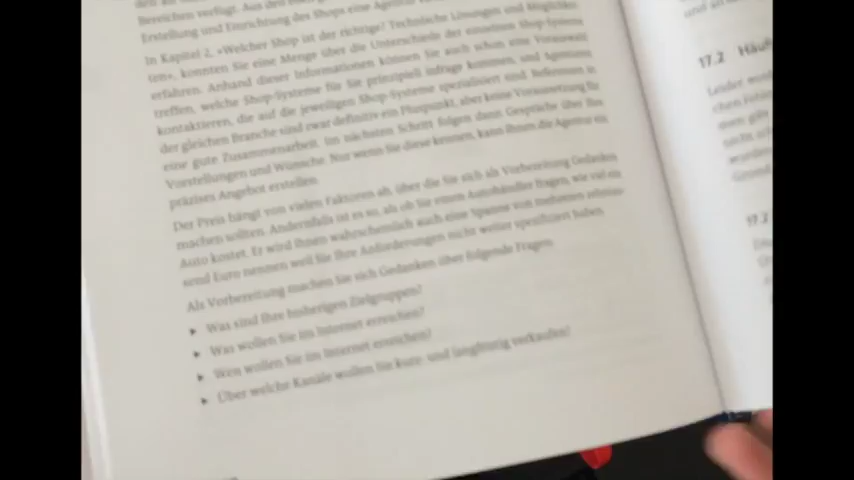 Bereichen verfügt. Aus den
Erstellung und Einrichtung des Shops eine
In Kapitel 2, »Welcher Shop ist der richtige? Technische Lösungen und Möglichkei-
ten«, konnten Sie eine Menge über die Unterschiede der einzelnen Shop-Systeme
erfahren. Anhand dieser Informationen können Sie auch schon eine Vorauswahl
treffen, welche Shop-Systeme für Sie prinzipiell infrage kommen, und Agenturen
kontaktieren, die auf die jeweiligen Shop-Systeme spezialisiert sind. Referenzen in
der gleichen Branche sind zwar definitiv ein Pluspunkt, aber keine Voraussetzung für
eine gute Zusammenarbeit. Im nächsten Schritt folgen dann Gespräche über Ihre
Vorstellungen und Wünsche. Nur wenn Sie diese kennen, kann Ihnen die Agentur ein
präzises Angebot erstellen.
Der Preis hängt von vielen Faktoren ab, über die Sie sich als Vorbereitung Gedanken
machen sollten. Andernfalls ist es so, als ob Sie einen Autohändler fragen, wie viel ein
Auto kostet. Er wird Ihnen wahrscheinlich auch eine Spanne von mehreren zehntau-
send Euro nennen weil Sie Ihre Anforderungen nicht weiter spezifiziert haben.
Als Vorbereitung machen Sie sich Gedanken über folgende Fragen:
▶ Was sind Ihre bisherigen Zielgruppen?
▶ Was wollen Sie im Internet erreichen?
▶ Wen wollen Sie im Internet erreichen?
▶ Über welche Kanäle wollen Sie kurz- und langfristig verkaufen?
17.2 Häuf
Leider
17.3